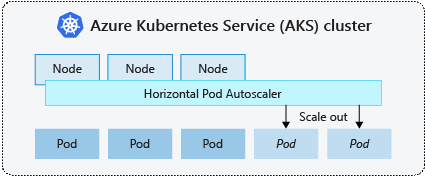 Azure Kubernetes Service (AKS) cluster
Node Node Node
Horizontal Pod Autoscaler
Scale out
Pod Pod Pod Pod Pod